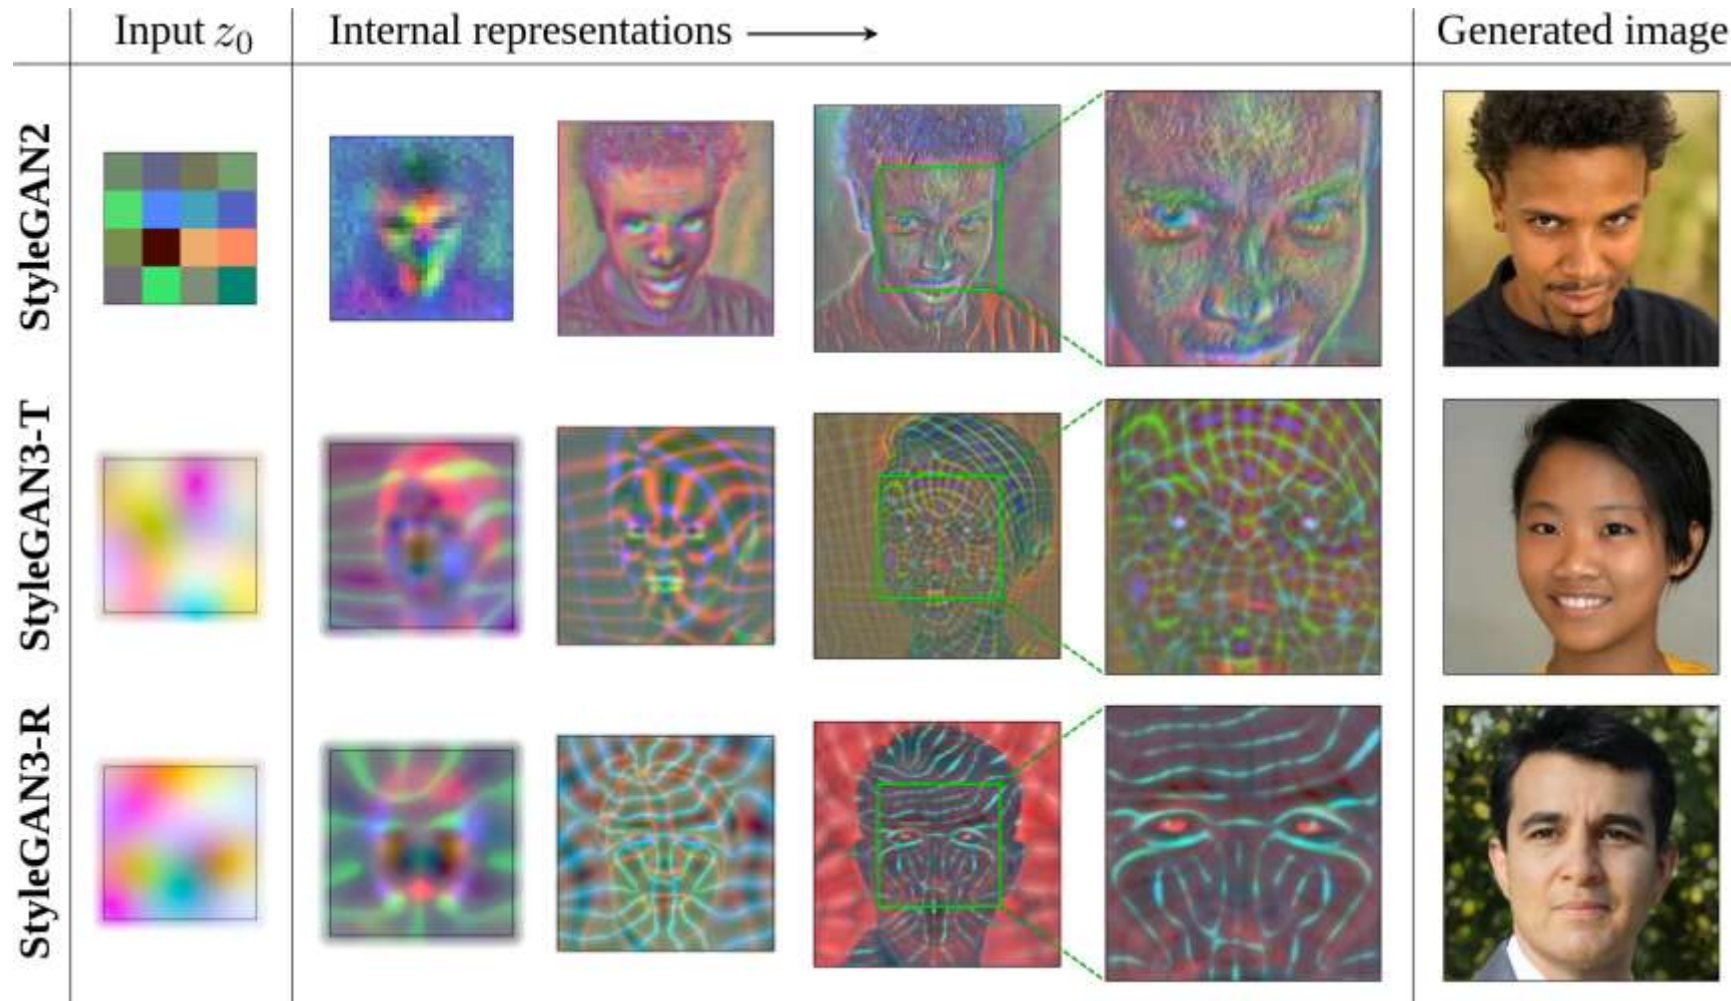 Input z₀
Internal representations ⟶
Generated image
StyleGAN2
StyleGAN3-T
StyleGAN3-R